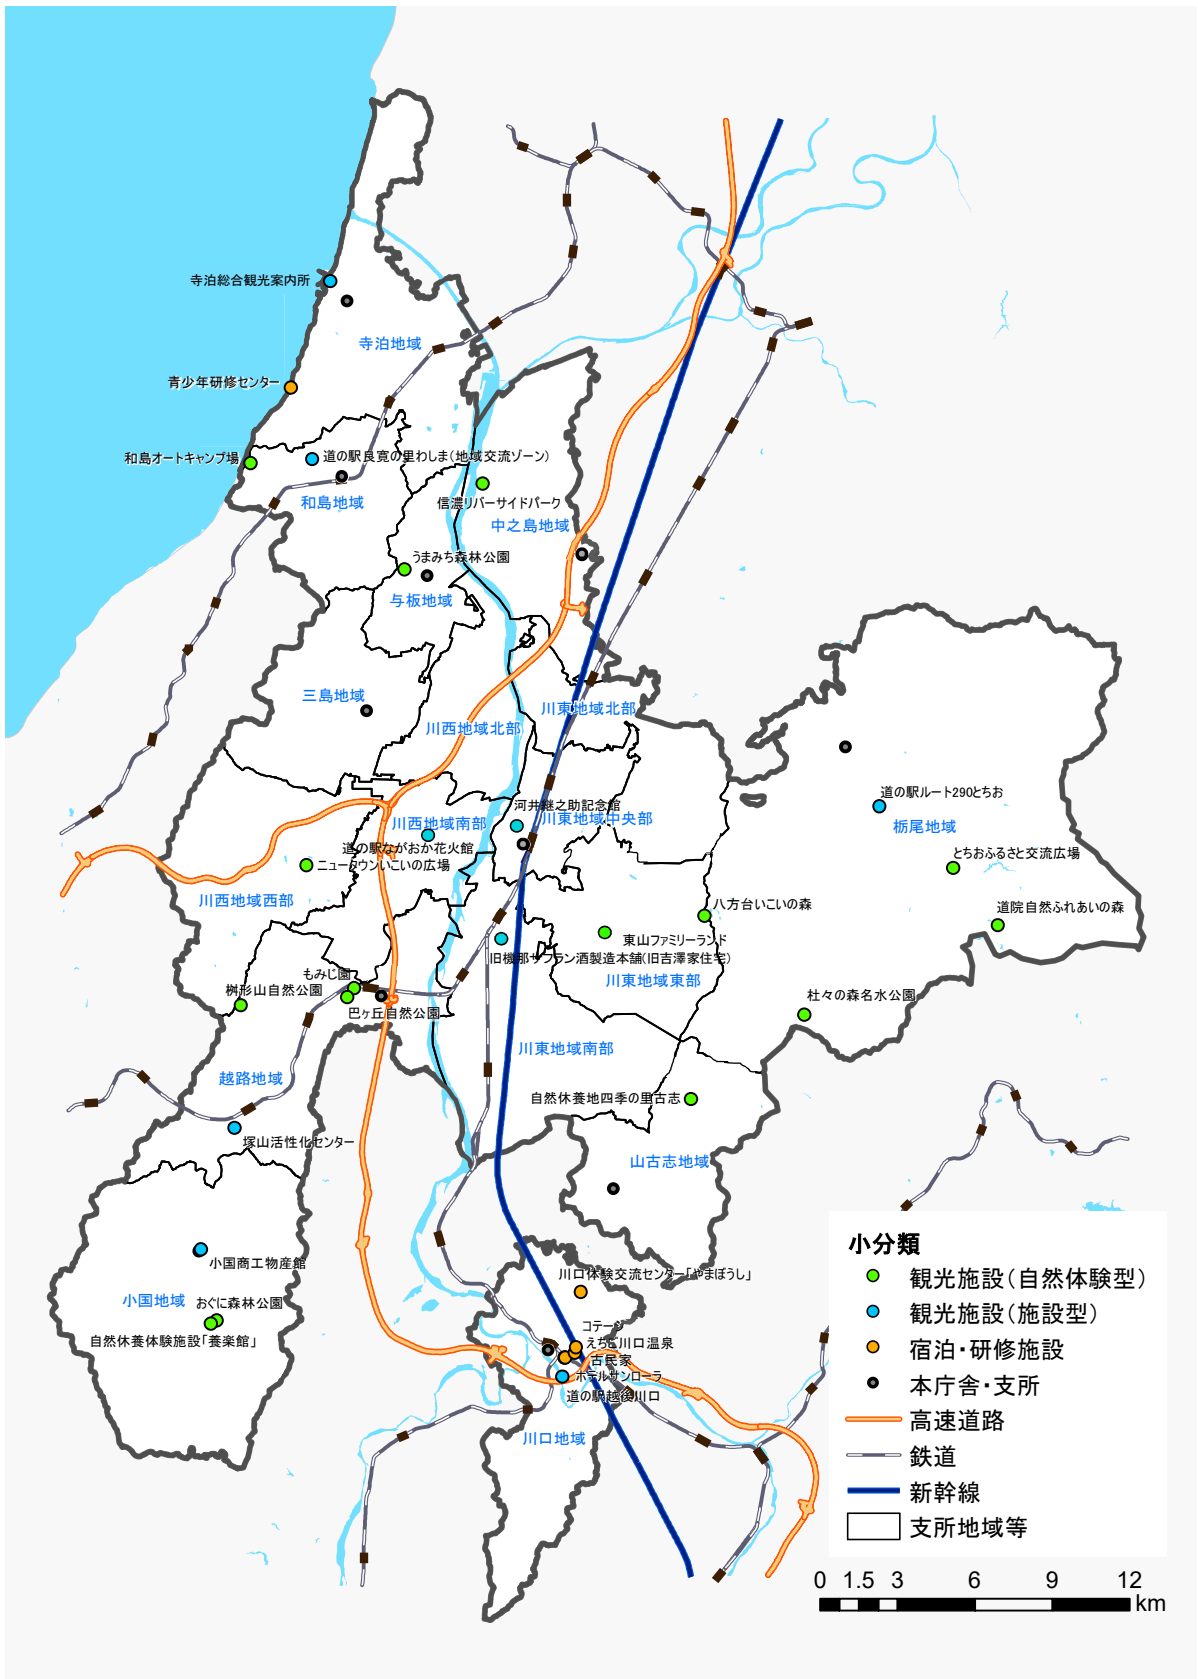 寺泊総合観光案内所
寺泊地域
青少年研修センター
和島オートキャンプ場
道の駅良寛の里わしま(地域交流ゾーン)
和島地域
信濃リバーサイドパーク
中之島地域
うまみち森林公園
与板地域
三島地域
川東地域北部
川西地域北部
河井継之助記念館
川西地域南部
川東地域中央部
道の駅ながおか花火館
ニュータウンいこいの広場
川西地域西部
道の駅ルート290とちお
栃尾地域
とちおふるさと交流広場
道院自然ふれあいの森
八方台いこいの森
東山ファミリーランド
旧機那サフラン酒製造本舗(旧吉澤家住宅)
川東地域東部
もみじ園
桝形山自然公園
巴ヶ丘自然公園
杜々の森名水公園
川東地域南部
越路地域
自然休養地四季の里古志
塚山活性化センター
山古志地域
小国商工物産館
小国地域
おぐに森林公園
自然休養体験施設「養楽館」
川口体験交流センター「やまぼうし」
コテージ
えちご川口温泉
古民家
ホテルサンローラ
道の駅越後川口
川口地域
小分類
観光施設(自然体験型)
観光施設(施設型)
宿泊・研修施設
本庁舎・支所
高速道路
鉄道
新幹線
支所地域等
0 1.5 3 6 9 12
km